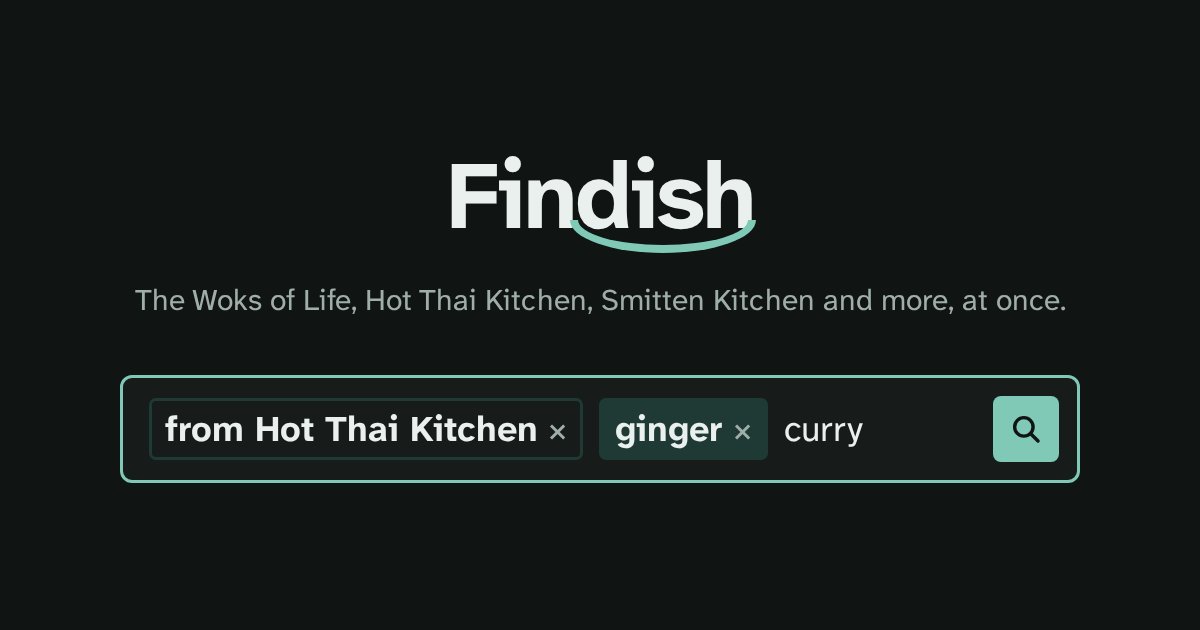 Findish
The Woks of Life, Hot Thai Kitchen, Smitten Kitchen and more, at once.
from Hot Thai Kitchen × ginger × curry